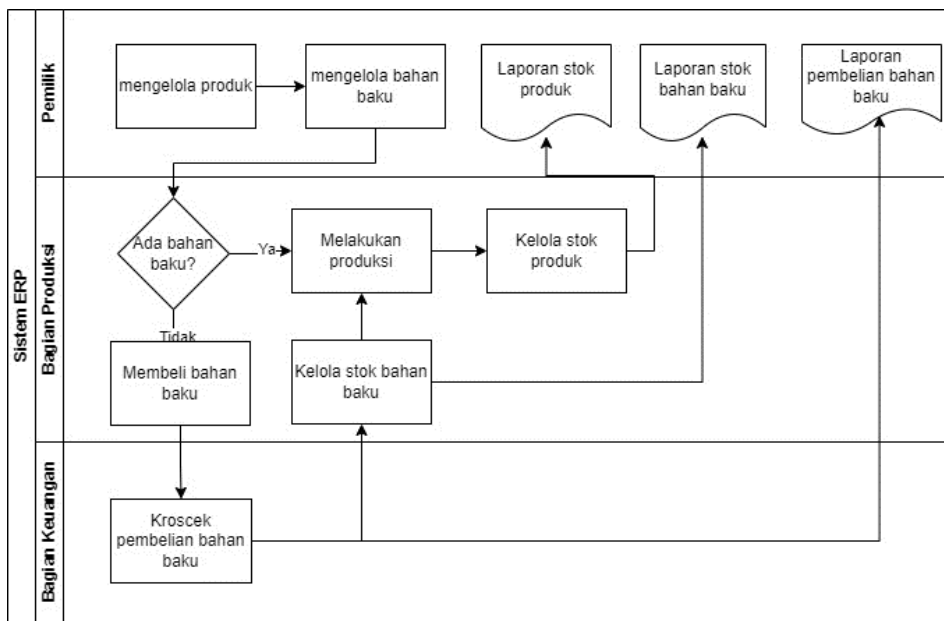 Sistem ERP
Pemilik
mengelola produk
mengelola bahan
baku
Laporan stok
produk
Laporan stok
bahan baku
Laporan
pembelian bahan
baku
Bagian Produksi
Ada bahan
baku?
Ya
Melakukan
produksi
Kelola stok
produk
Tidak
Membeli bahan
baku
Kelola stok bahan
baku
Bagian Keuangan
Kroscek
pembelian bahan
baku